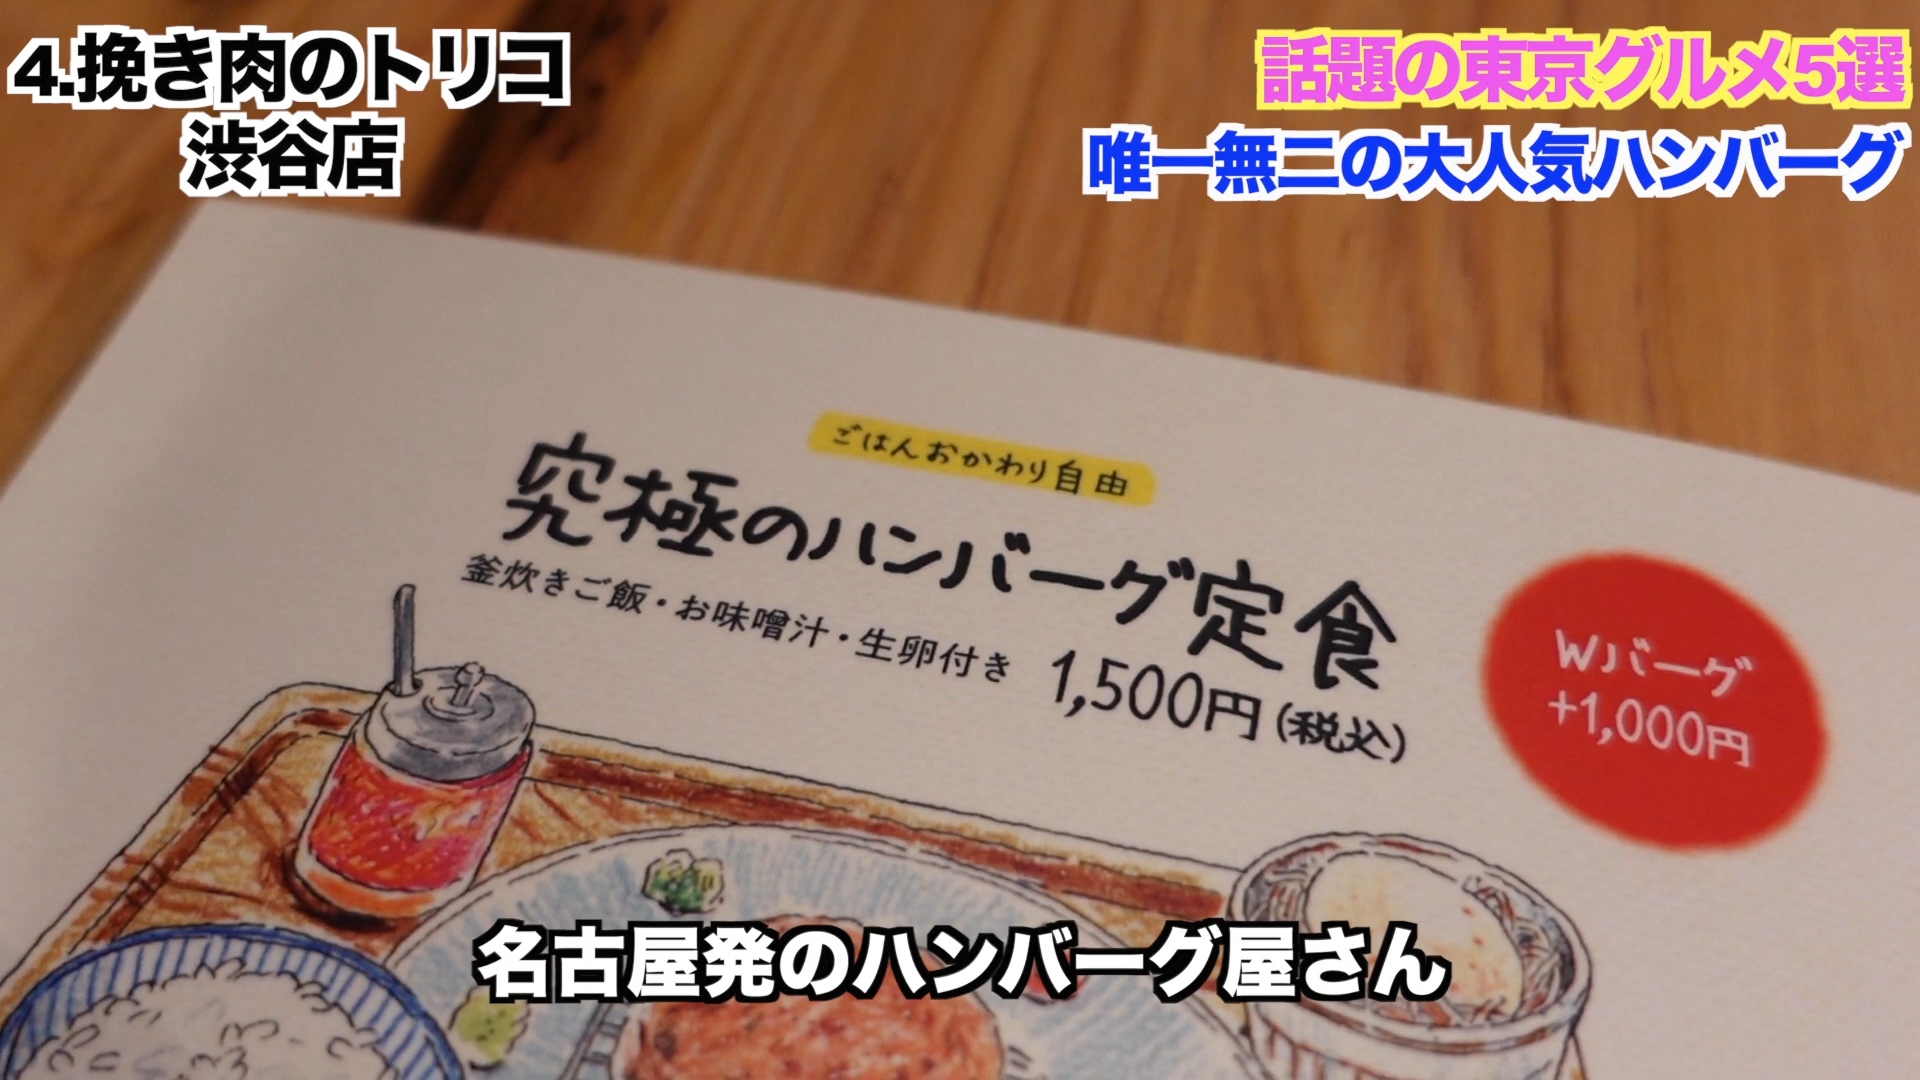 4.挽き肉のトリコ
渋谷店
話題の東京グルメ5選
唯一無二の大人気ハンバーグ
ごはんおかわり自由
究極のハンバーグ定食
釜炊きご飯・お味噌汁・生卵付き
1,500円(税込)
Wバーグ
+1,000円
名古屋発のハンバーグ屋さん